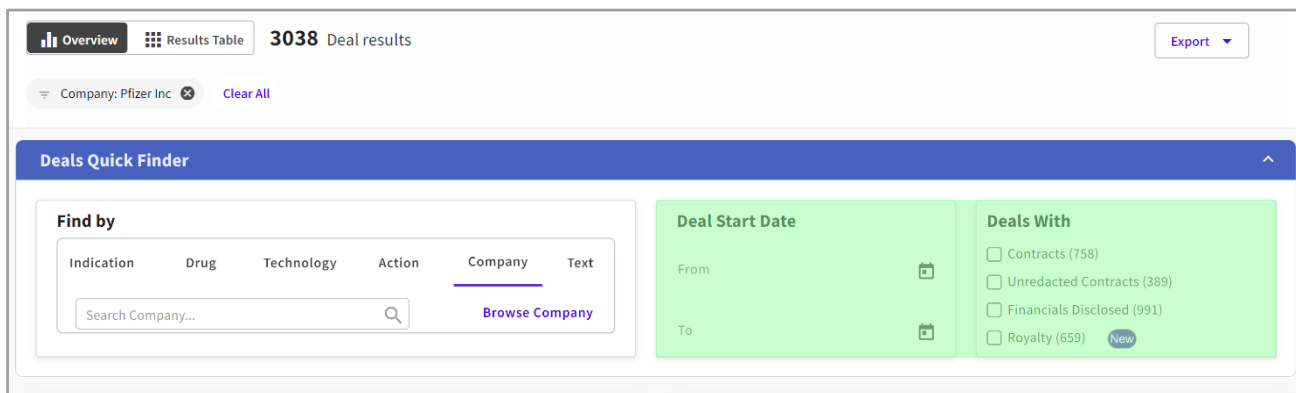 Overview Results Table 3038 Deal results Export
Company: Pfizer Inc Clear All
Deals Quick Finder
Find by
Indication Drug Technology Action Company Text
Search Company... Browse Company
Deal Start Date
From
To
Deals With
Contracts (758)
Unredacted Contracts (389)
Financials Disclosed (991)
Royalty (659) New